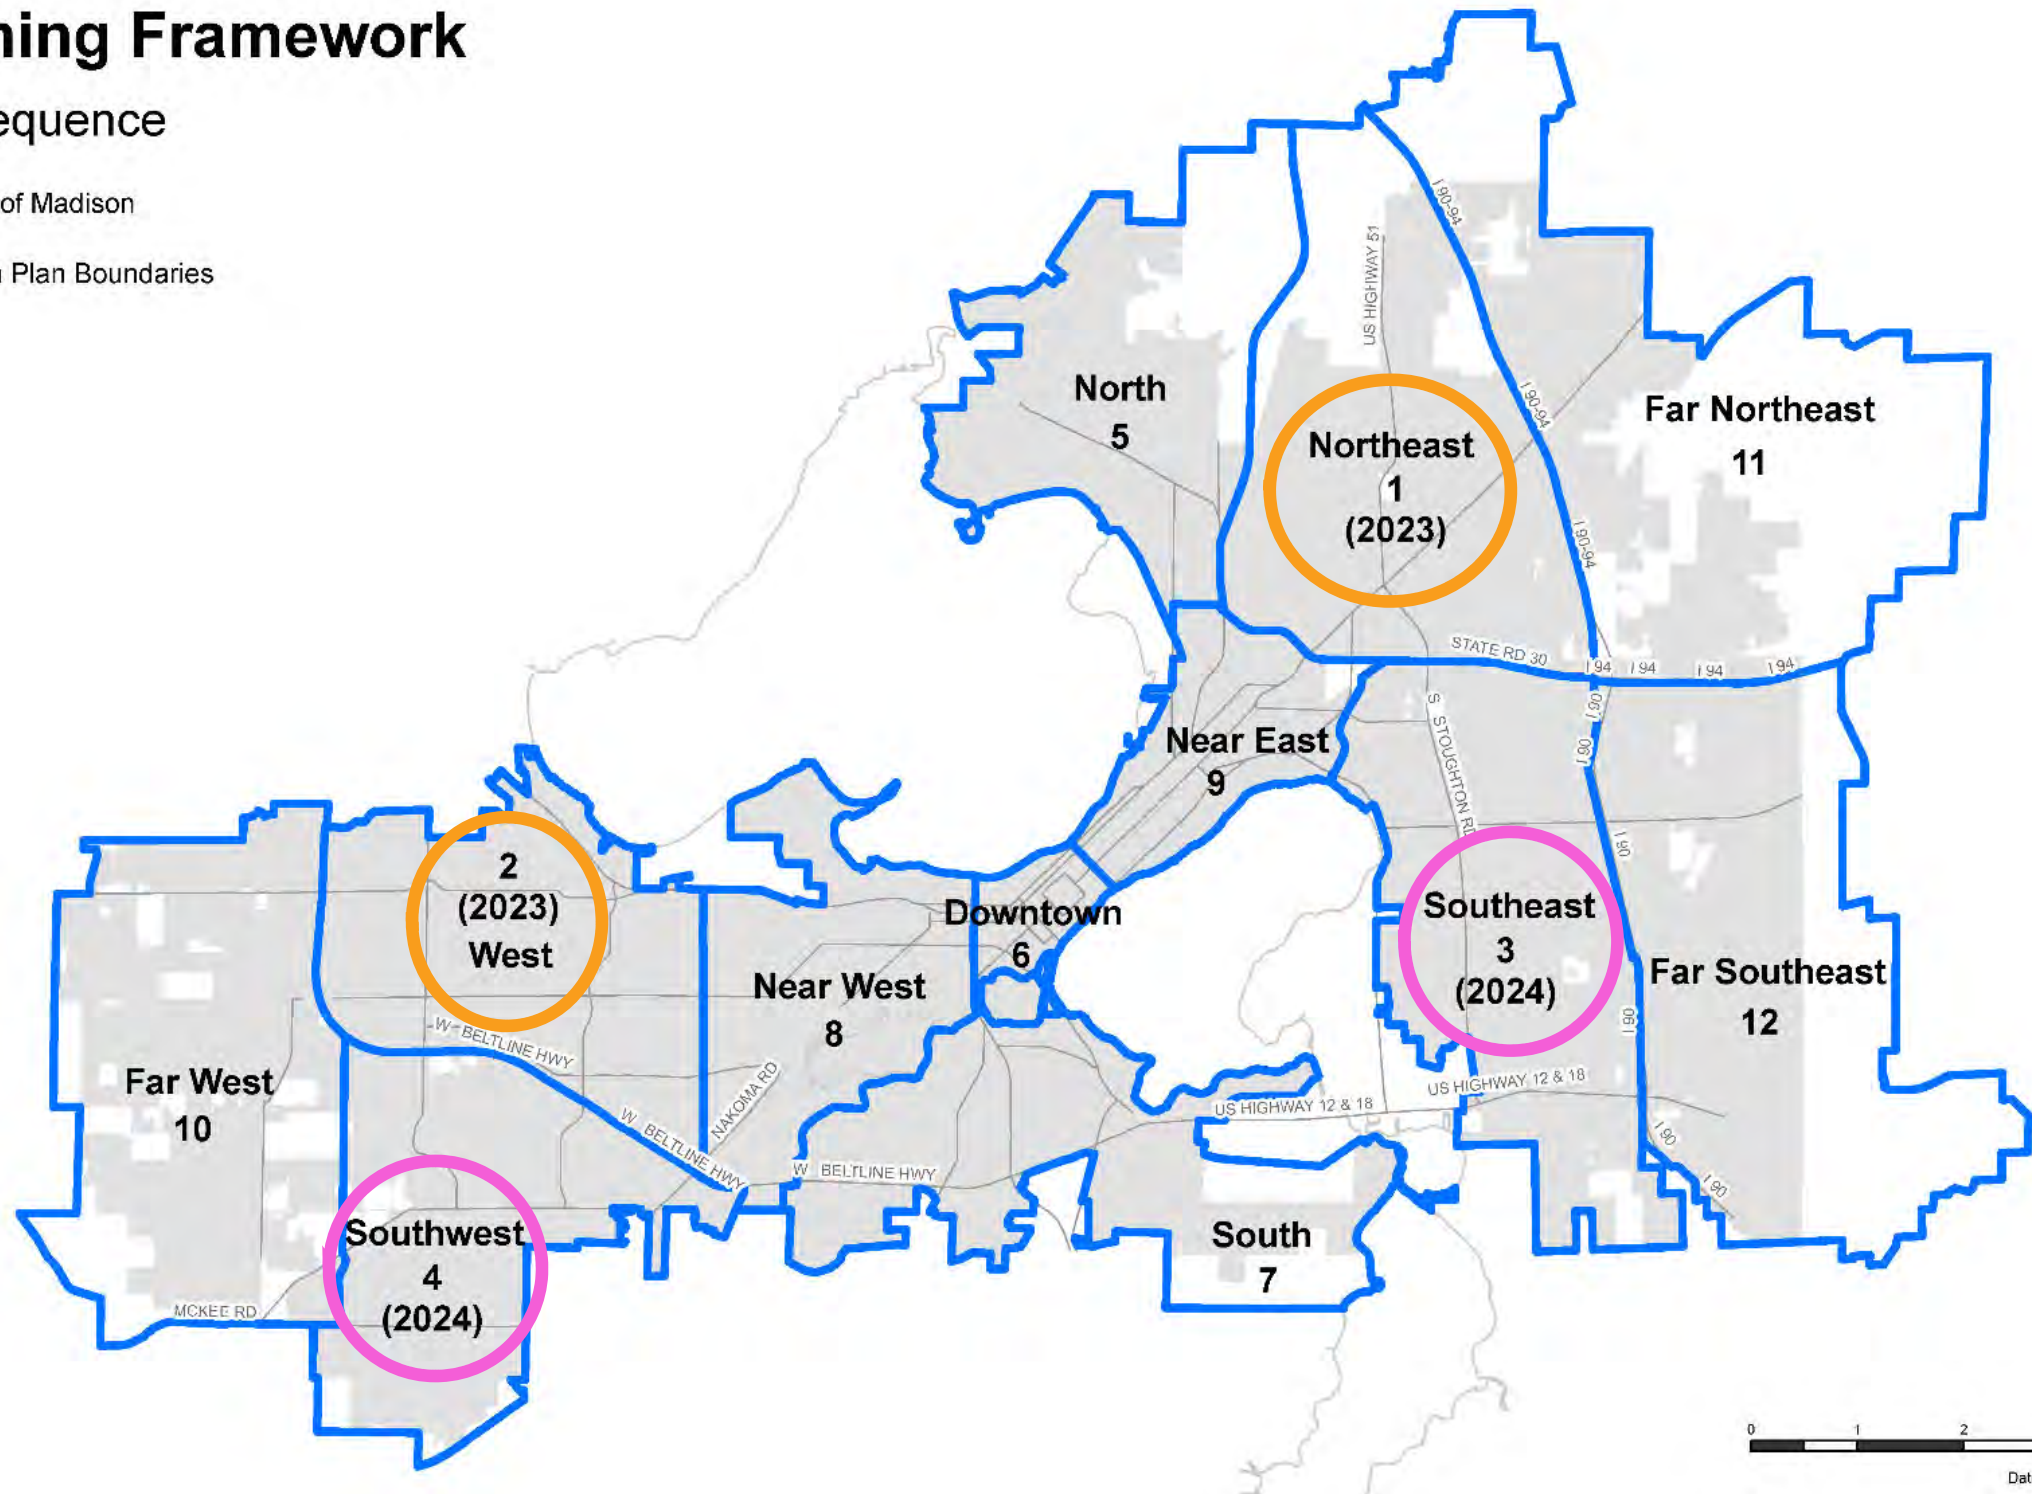 ning Framework
equence
of Madison
n Plan Boundaries
I 90-94
US HIGHWAY 51
North
5
I 90-94
Far Northeast
11
Northeast
1
(2023)
I 90-94
STATE RD 30
I 94
I 94
I 94
I 94
I 90
I 90
S STOUGHTON RD
Near East
9
I 90
2
(2023)
West
Downtown
6
Southeast
3
(2024)
Near West
8
Far Southeast
12
I 90
W BELTLINE HWY
Far West
10
NAKOMA RD
US HIGHWAY 12 & 18
US HIGHWAY 12 & 18
W BELTLINE HWY
I 90
W BELTLINE HWY
I 90
Southwest
4
(2024)
South
7
MCKEE RD
0 1 2
Dat